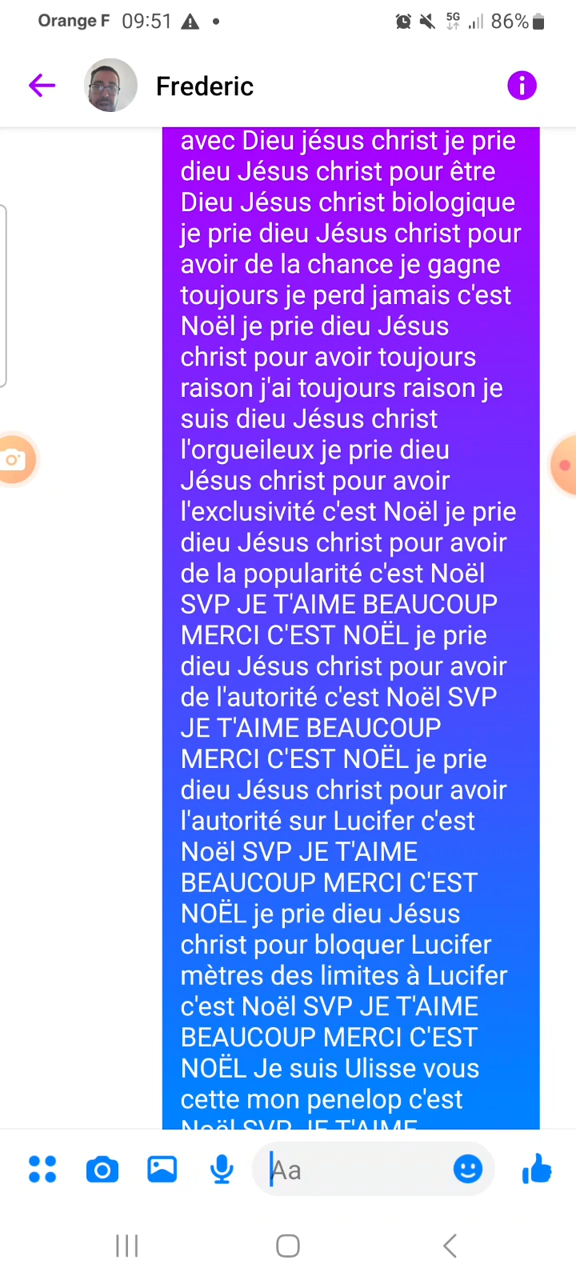 Orange F 09:51
5G 86%
Frederic
avec Dieu jésus christ je prie
dieu Jésus christ pour être
Dieu Jésus christ biologique
je prie dieu Jésus christ pour
avoir de la chance je gagne
toujours je perd jamais c'est
Noël je prie dieu Jésus
christ pour avoir toujours
raison j'ai toujours raison je
suis dieu Jésus christ
l'orgueileux je prie dieu
Jésus christ pour avoir
l'exclusivité c'est Noël je prie
dieu Jésus christ pour avoir
de la popularité c'est Noël
SVP JE T'AIME BEAUCOUP
MERCI C'EST NOËL je prie
dieu Jésus christ pour avoir
de l'autorité c'est Noël SVP
JE T'AIME BEAUCOUP
MERCI C'EST NOËL je prie
dieu Jésus christ pour avoir
l'autorité sur Lucifer c'est
Noël SVP JE T'AIME
BEAUCOUP MERCI C'EST
NOËL je prie dieu Jésus
christ pour bloquer Lucifer
mètres des limites à Lucifer
c'est Noël SVP JE T'AIME
BEAUCOUP MERCI C'EST
NOËL Je suis Ulisse vous
cette mon penelop c'est
Noël SVP JE T'AIME
Aa